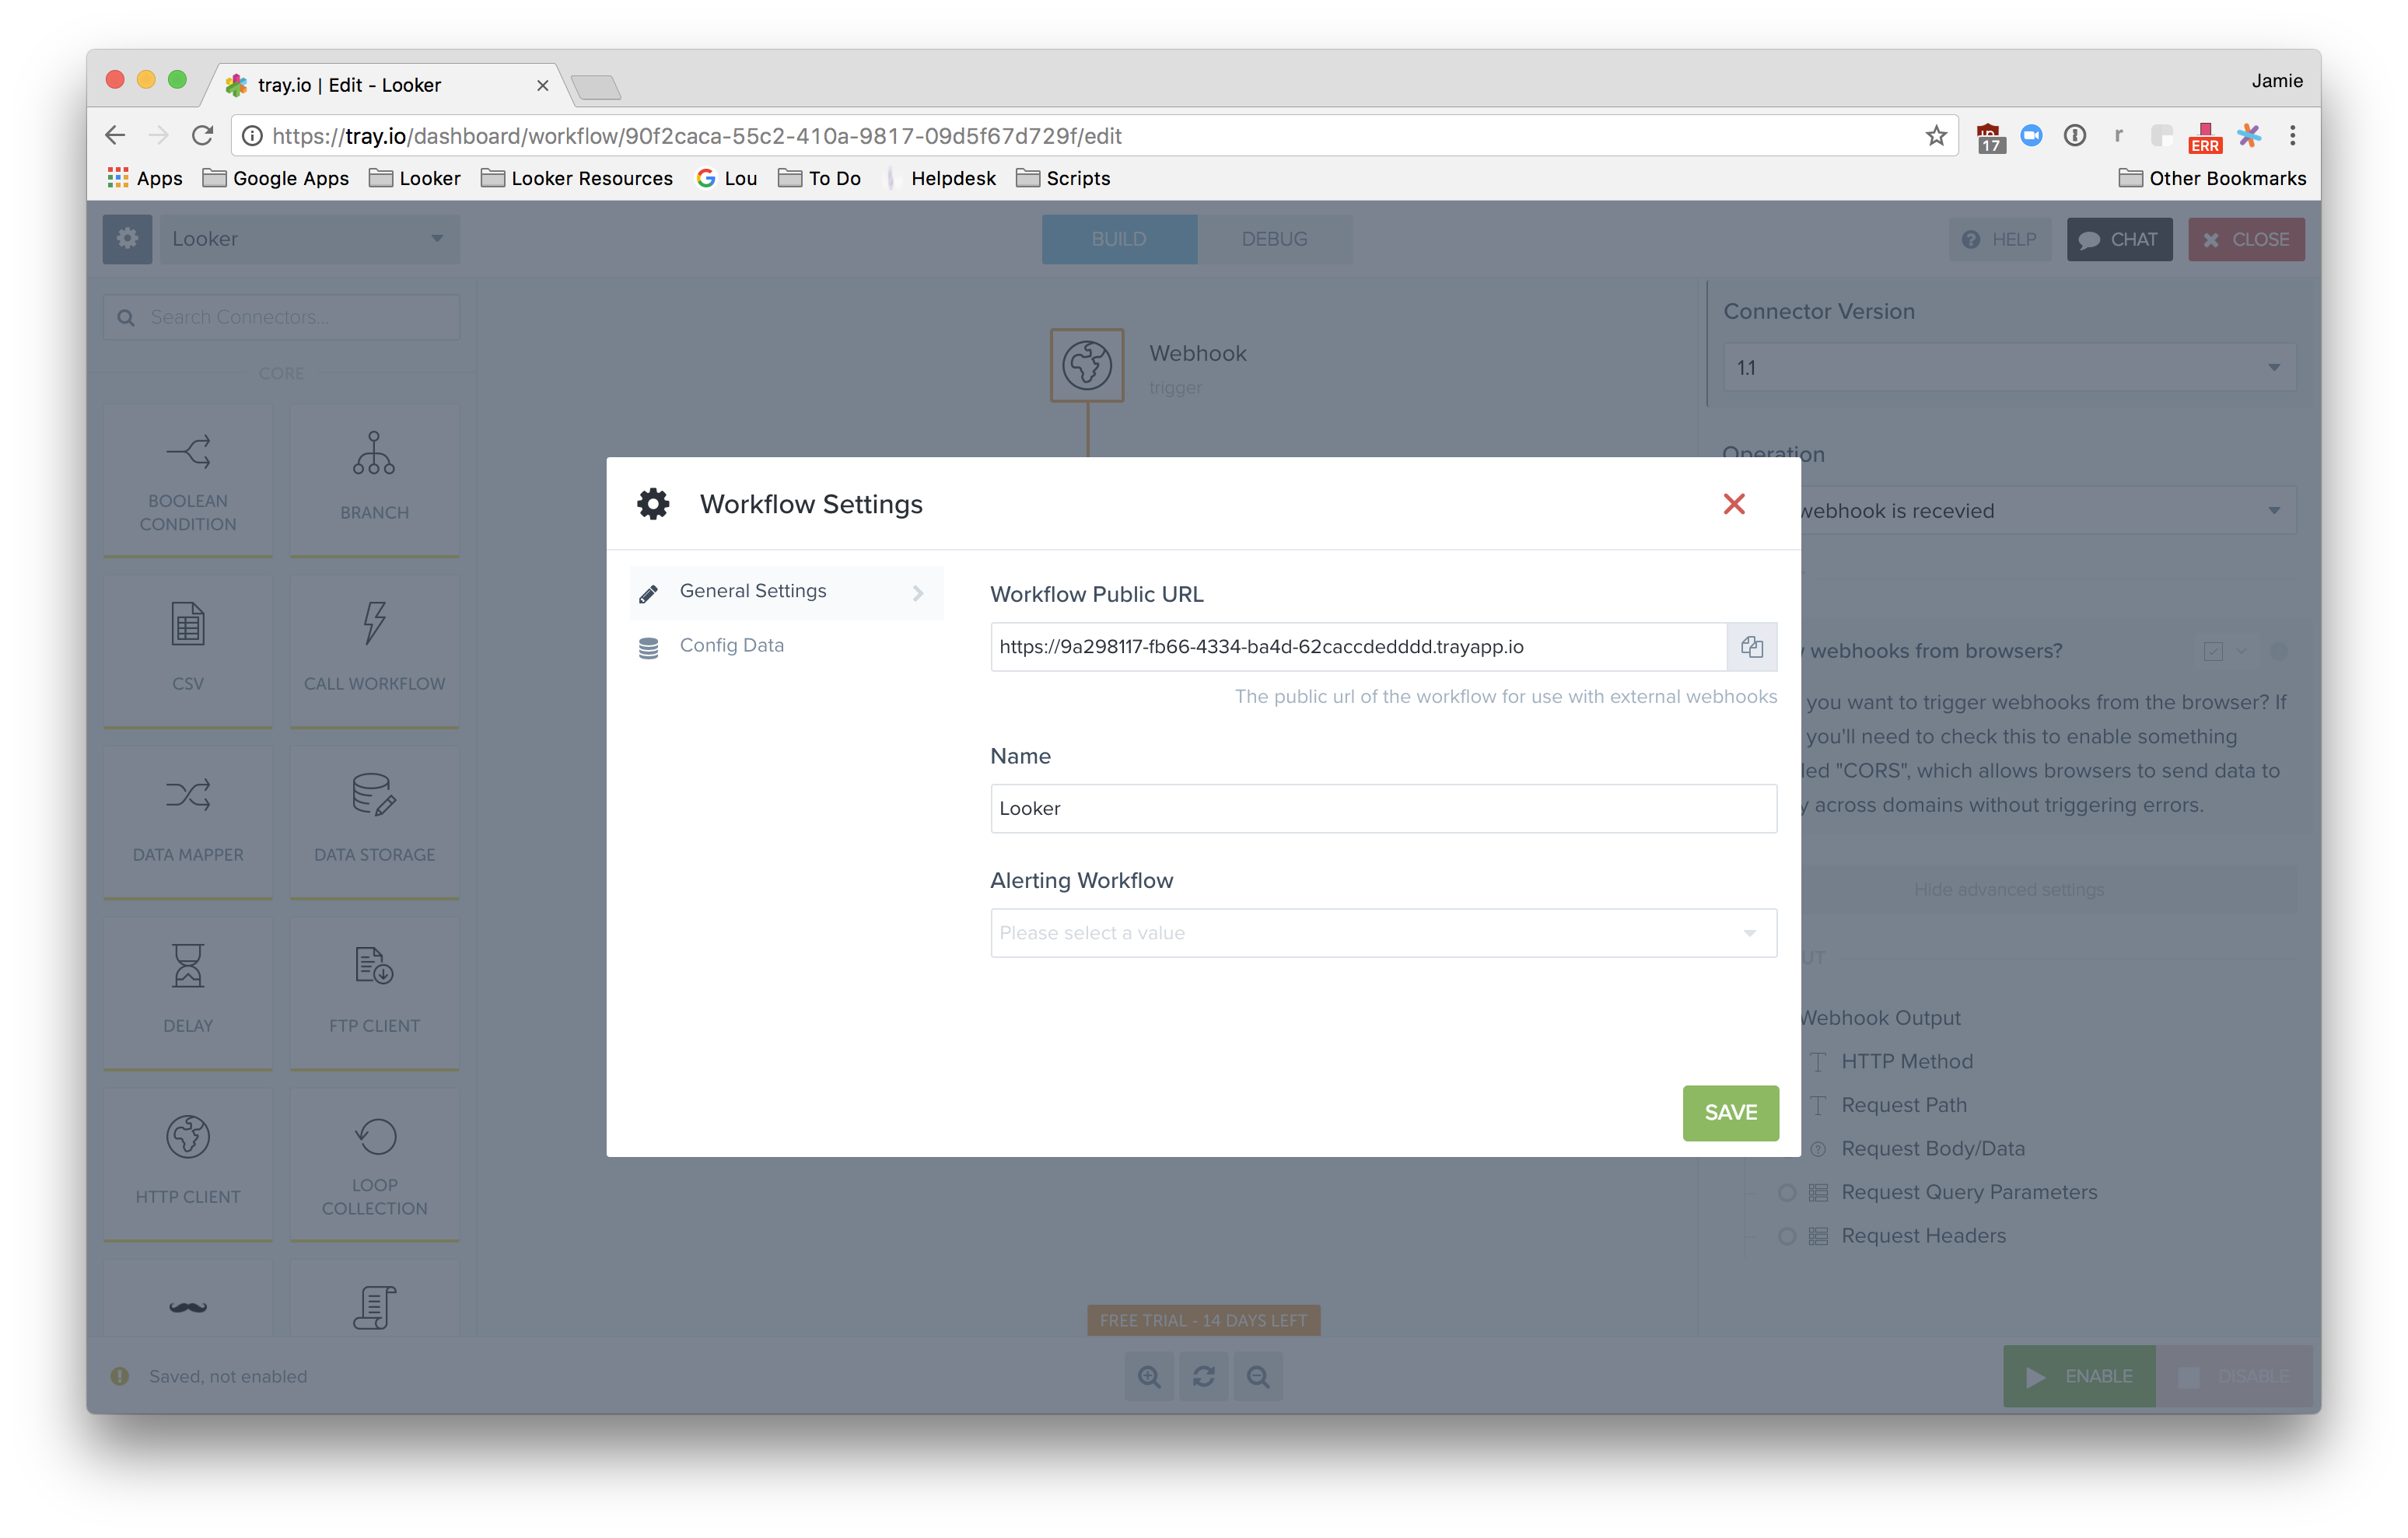 tray.io | Edit - Looker
Jamie
https://tray.io/dashboard/workflow/90f2caca-55c2-410a-9817-09d5f67d729f/edit
17
ERR
Apps
Google Apps
Looker
Looker Resources
Lou
To Do
Helpdesk
Scripts
Other Bookmarks
Looker
BUILD
DEBUG
HELP
CHAT
CLOSE
Search Connectors...
CORE
BOOLEAN
CONDITION
BRANCH
CSV
CALL WORKFLOW
DATA MAPPER
DATA STORAGE
DELAY
FTP CLIENT
HTTP CLIENT
LOOP
COLLECTION
Webhook
trigger
Workflow Settings
General Settings
Config Data
Workflow Public URL
https://9a298117-fb66-4334-ba4d-62caccdedddd.trayapp.io
The public url of the workflow for use with external webhooks
Name
Looker
Alerting Workflow
Please select a value
SAVE
Connector Version
1.1
Operation
webhook is recevied
webhooks from browsers?
you want to trigger webhooks from the browser? If
you'll need to check this to enable something
led "CORS", which allows browsers to send data to
y across domains without triggering errors.
Hide advanced settings
UT
Webhook Output
HTTP Method
Request Path
Request Body/Data
Request Query Parameters
Request Headers
FREE TRIAL - 14 DAYS LEFT
Saved, not enabled
ENABLE
DISABLE